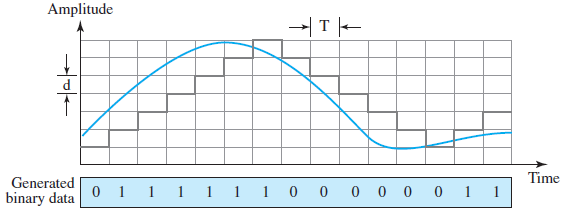 Amplitude
T
d
Time
Generated
binary data
0 1 1 1 1 1 1 0 0 0 0 0 0 1 1